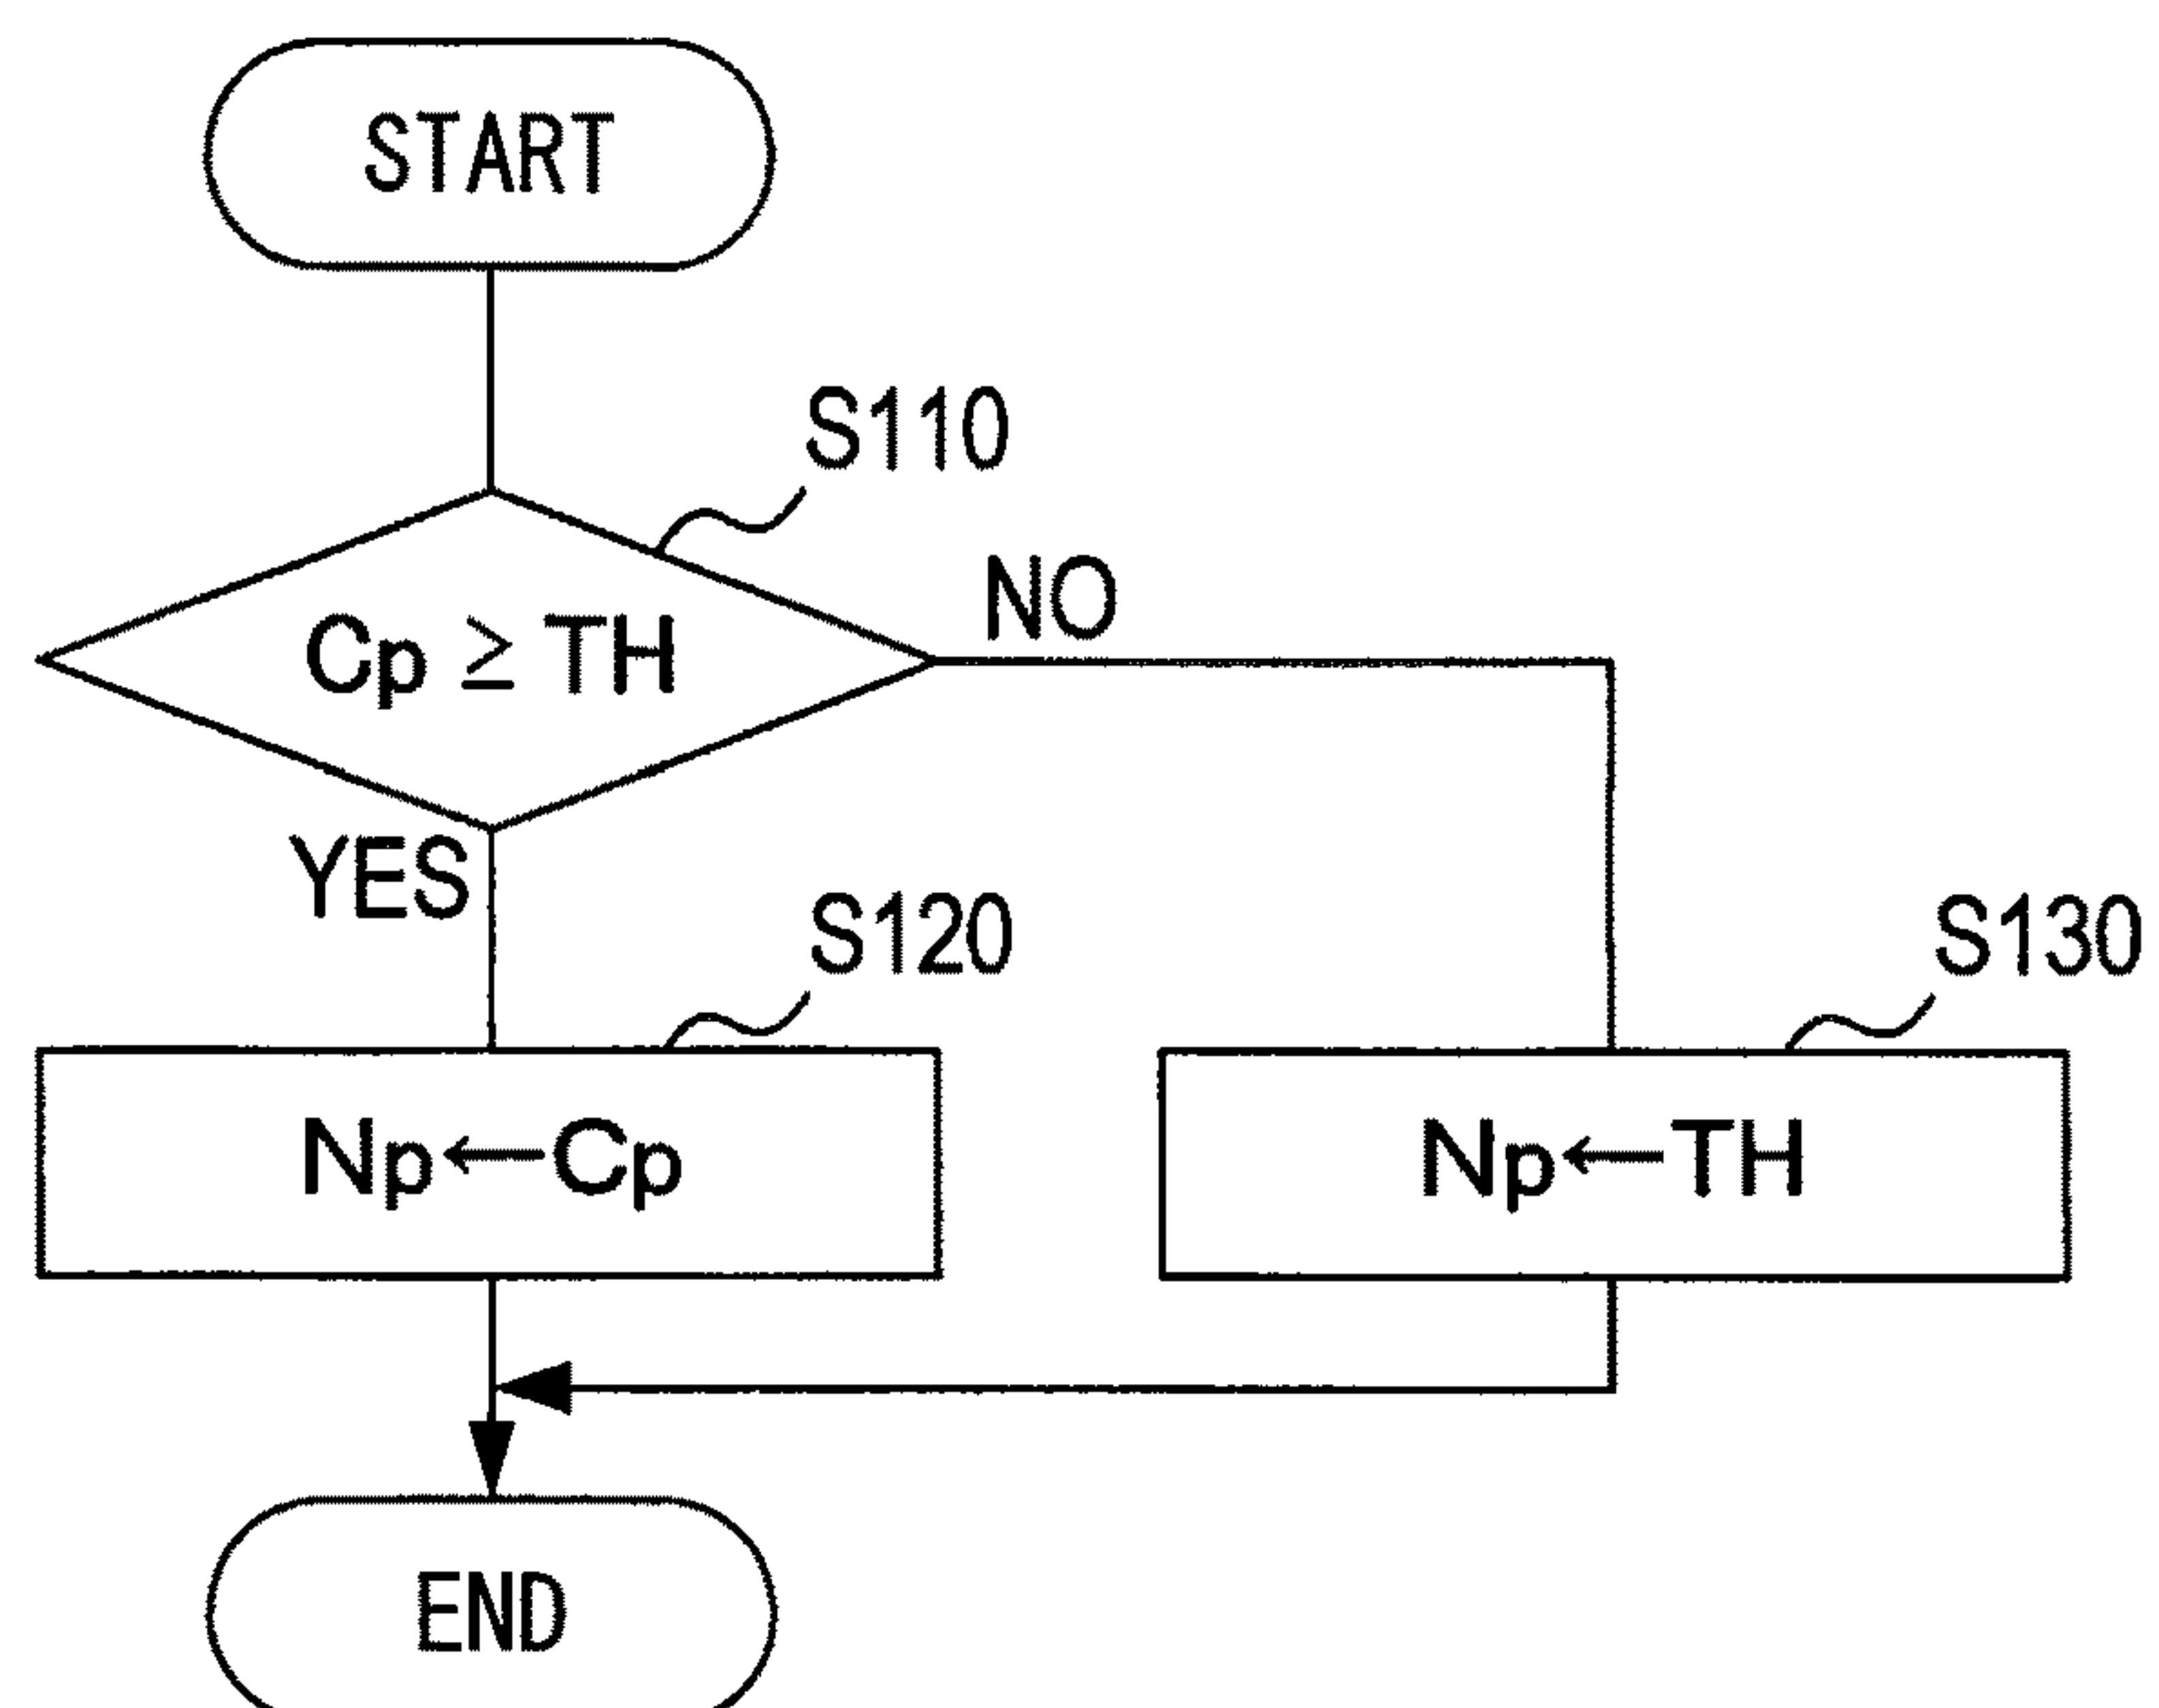 START
S110
Cp ≥ TH
NO
YES
S120
S130
Np←Cp
Np←TH
END